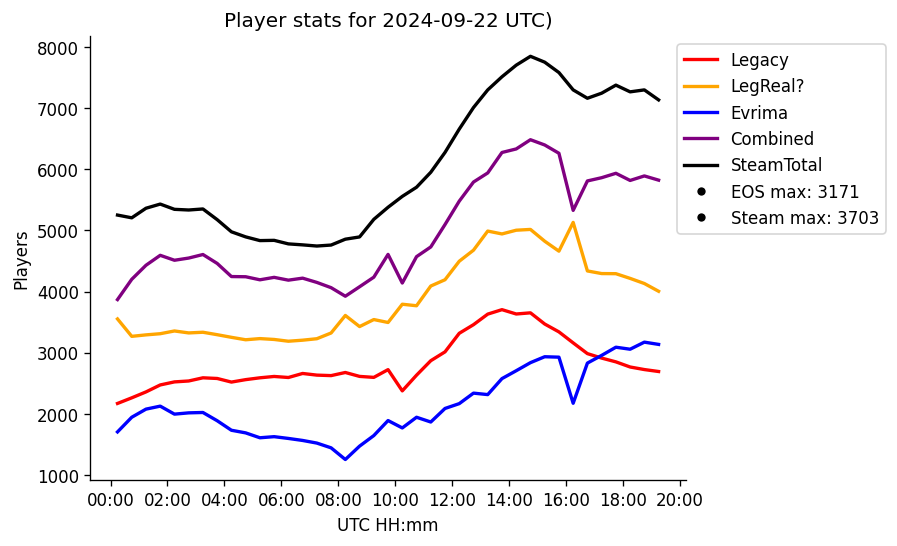 Player stats for 2024-09-22 UTC)
8000
7000
6000
5000
4000
3000
2000
1000
Players
00:00 02:00 04:00 06:00 08:00 10:00 12:00 14:00 16:00 18:00 20:00
UTC HH:mm
Legacy
LegReal?
Evrima
Combined
SteamTotal
EOS max: 3171
Steam max: 3703